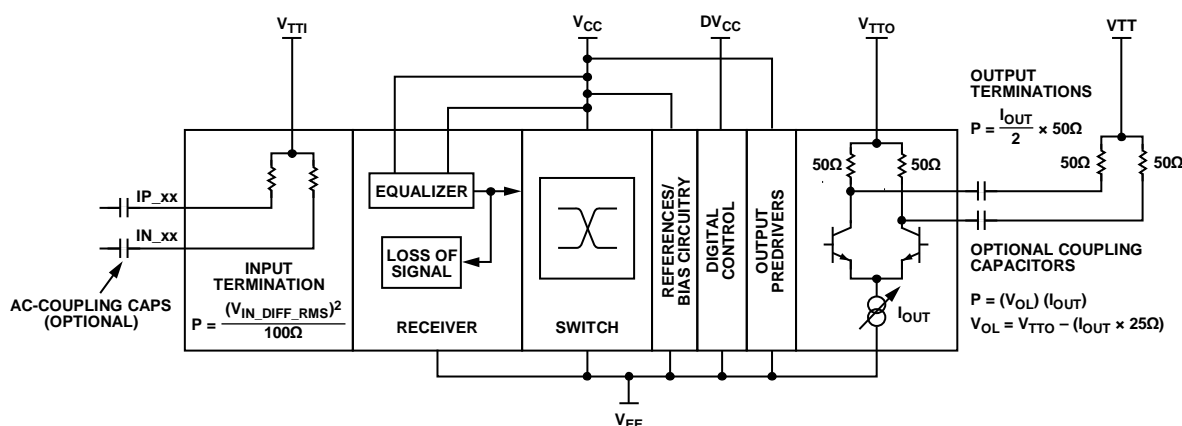 V_TTI
V_CC
DV_CC
V_TTO
VTT
OUTPUT
TERMINATIONS
P = I_OUT/2 × 50Ω
50Ω
50Ω
50Ω
50Ω
IP_xx
IN_xx
AC-COUPLING CAPS
(OPTIONAL)
INPUT
TERMINATION
P = (V_IN_DIFF_RMS)²/100Ω
EQUALIZER
LOSS OF
SIGNAL
RECEIVER
SWITCH
REFERENCES/
BIAS CIRCUITRY
DIGITAL
CONTROL
OUTPUT
PREDRIVERS
I_OUT
OPTIONAL COUPLING
CAPACITORS
P = (V_OL) (I_OUT)
V_OL = V_TTO – (I_OUT × 25Ω)
V_EE